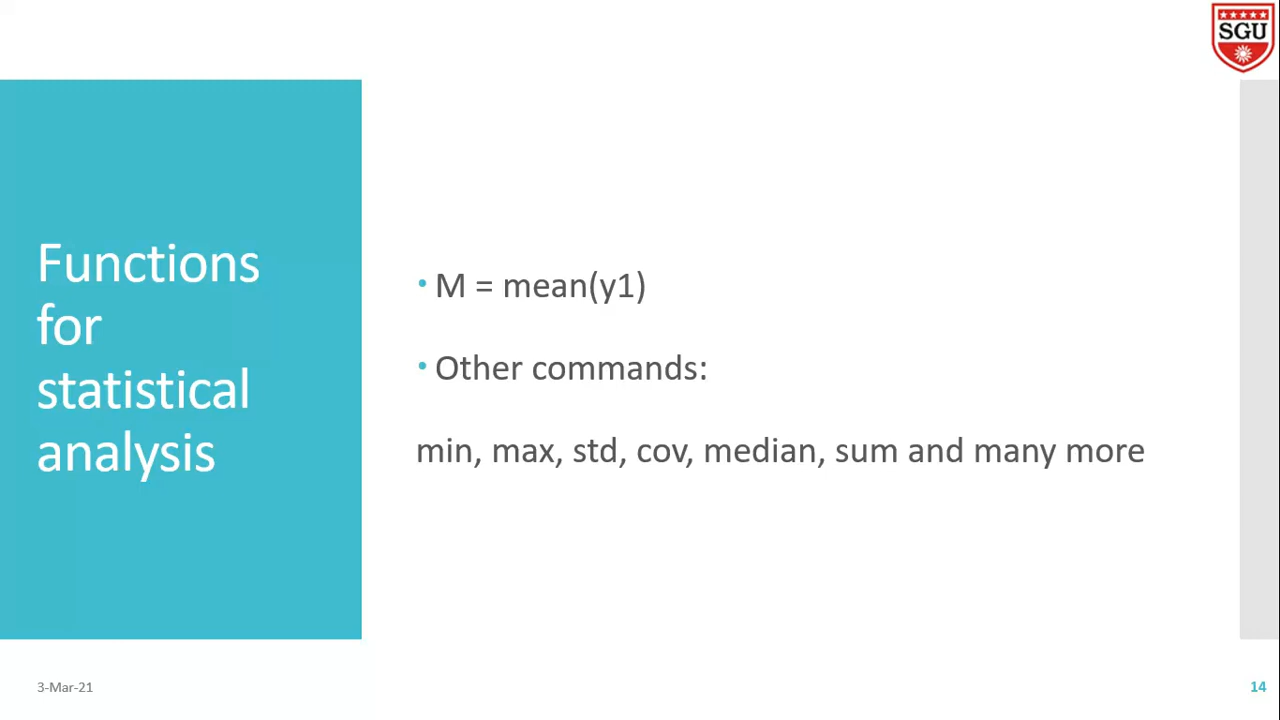 SGU
Functions
for
statistical
analysis
• M = mean(y1)
• Other commands:
min, max, std, cov, median, sum and many more
3-Mar-21
14